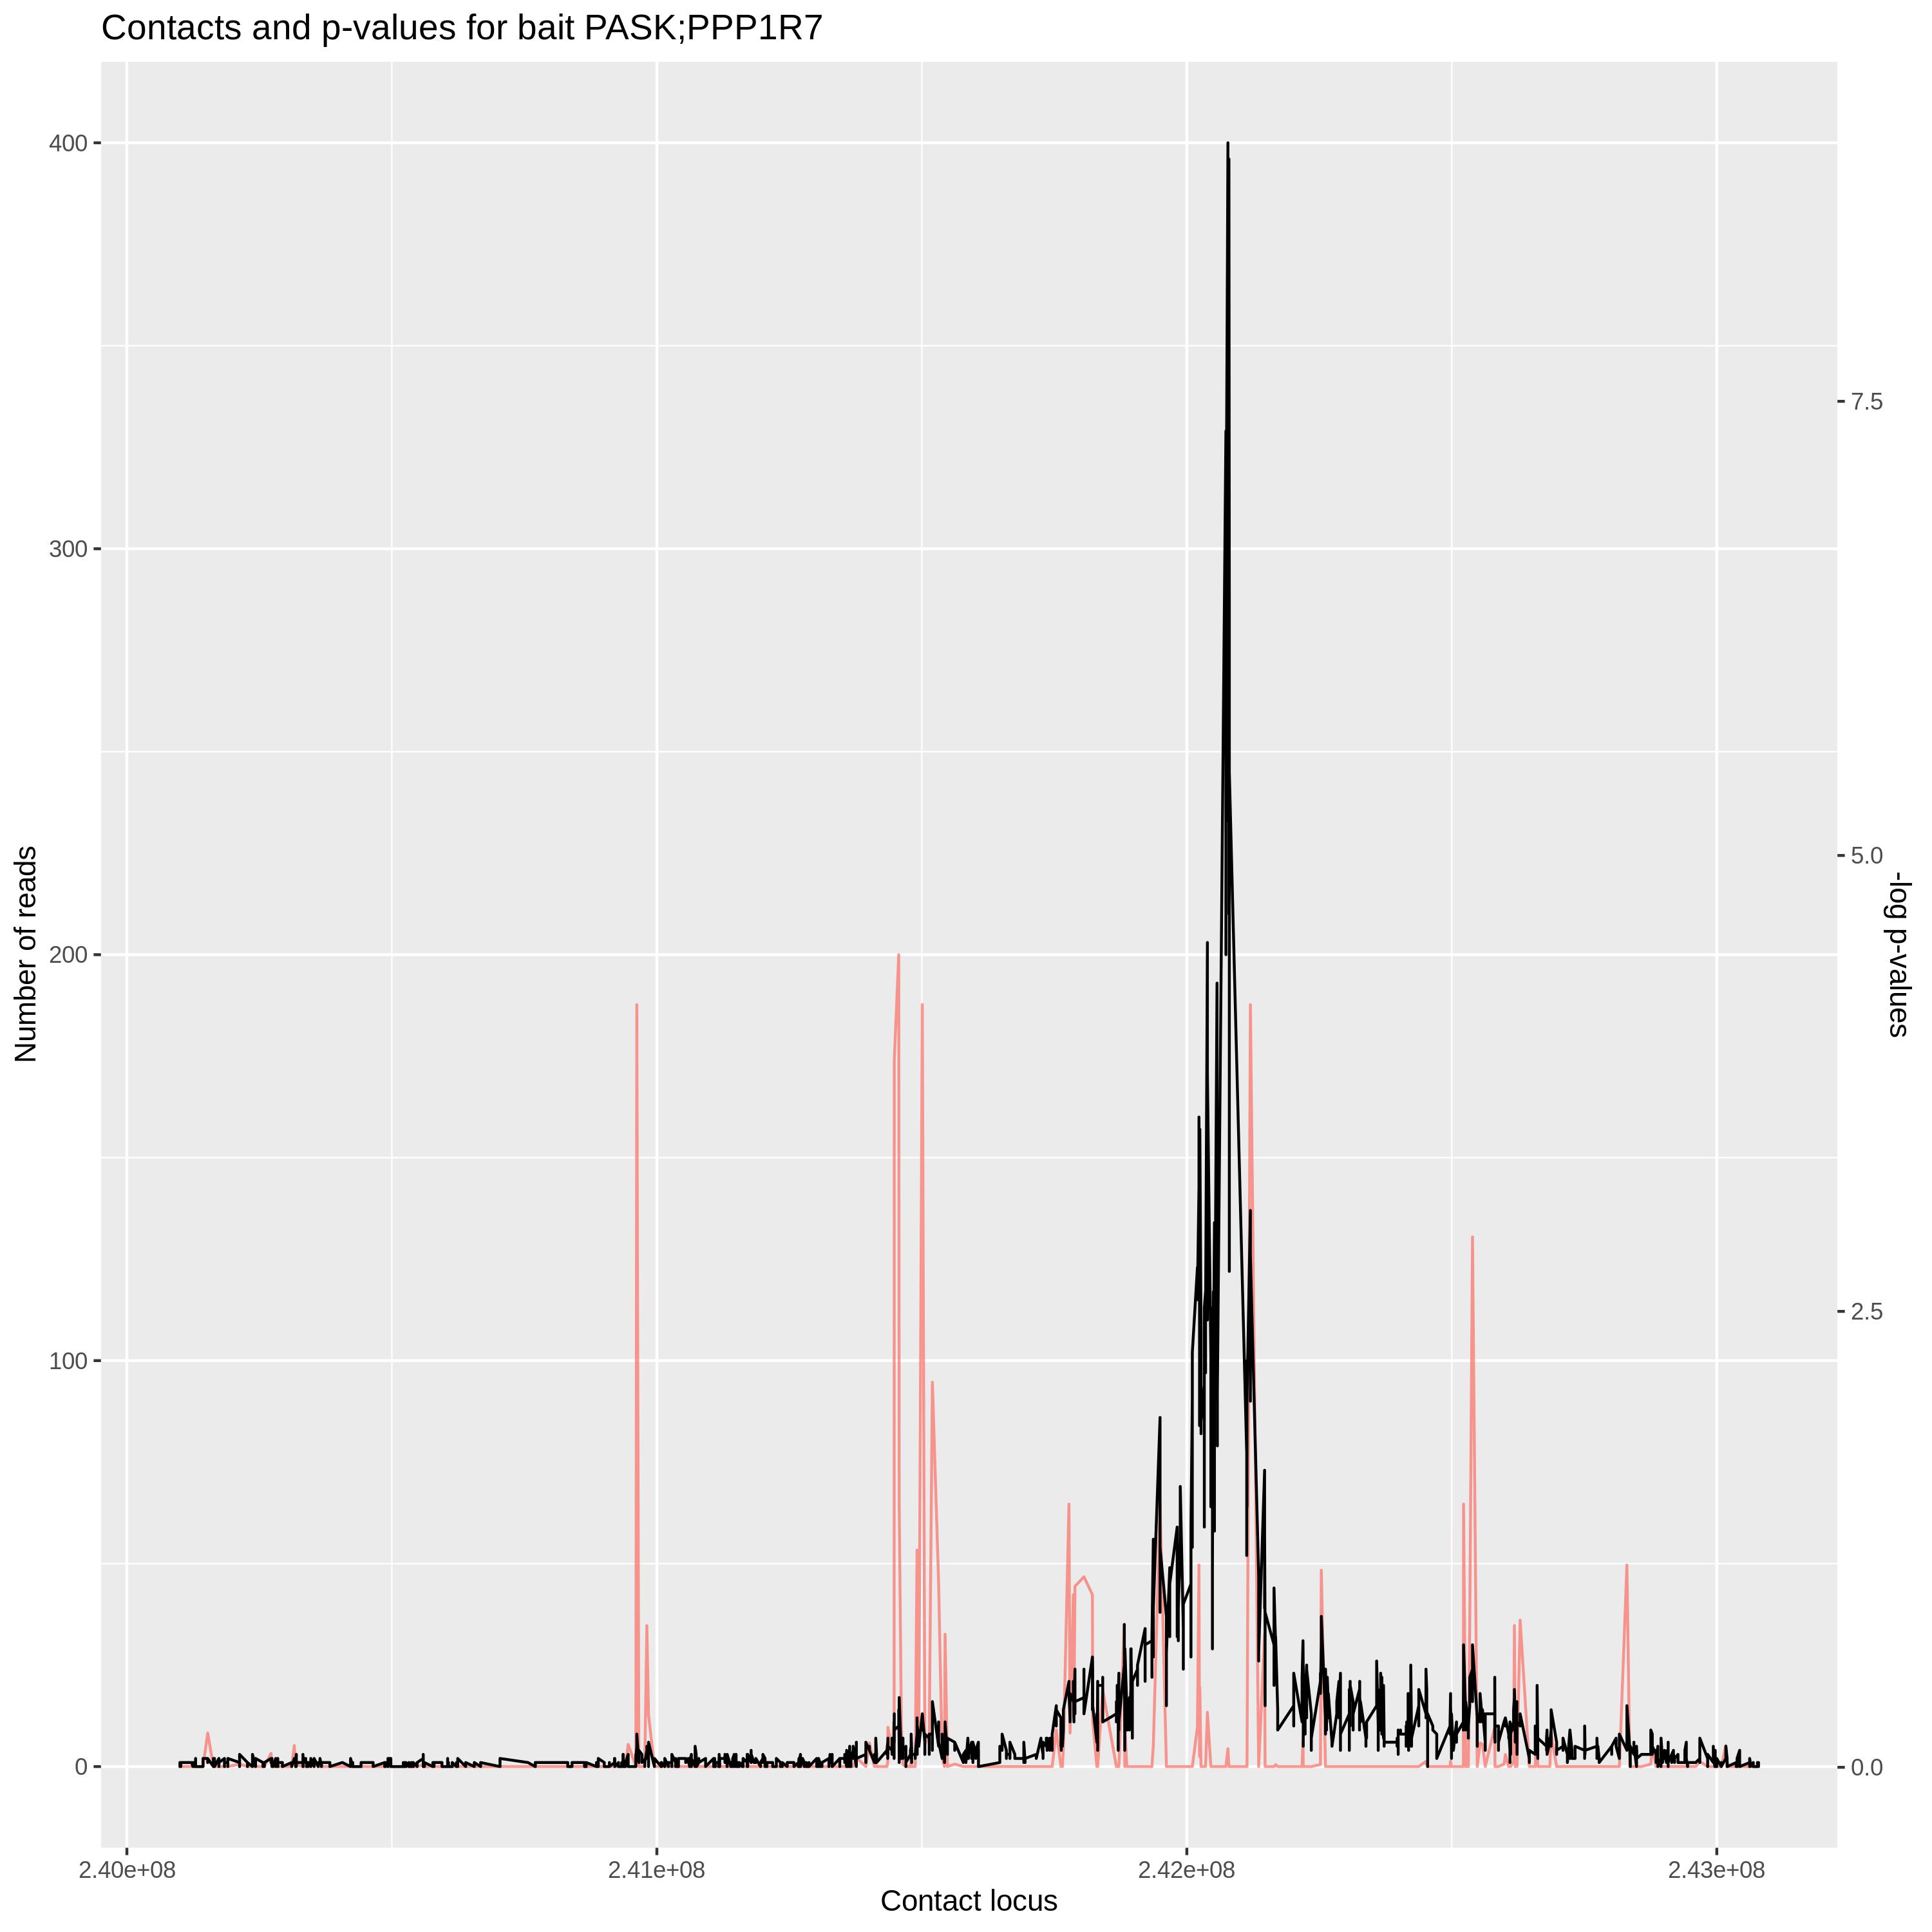 Contacts and p-values for bait PASK;PPP1R7
Number of reads
400
300
200
100
0
7.5
5.0
2.5
0.0
-log p-values
2.40e+08
2.41e+08
2.42e+08
2.43e+08
Contact locus